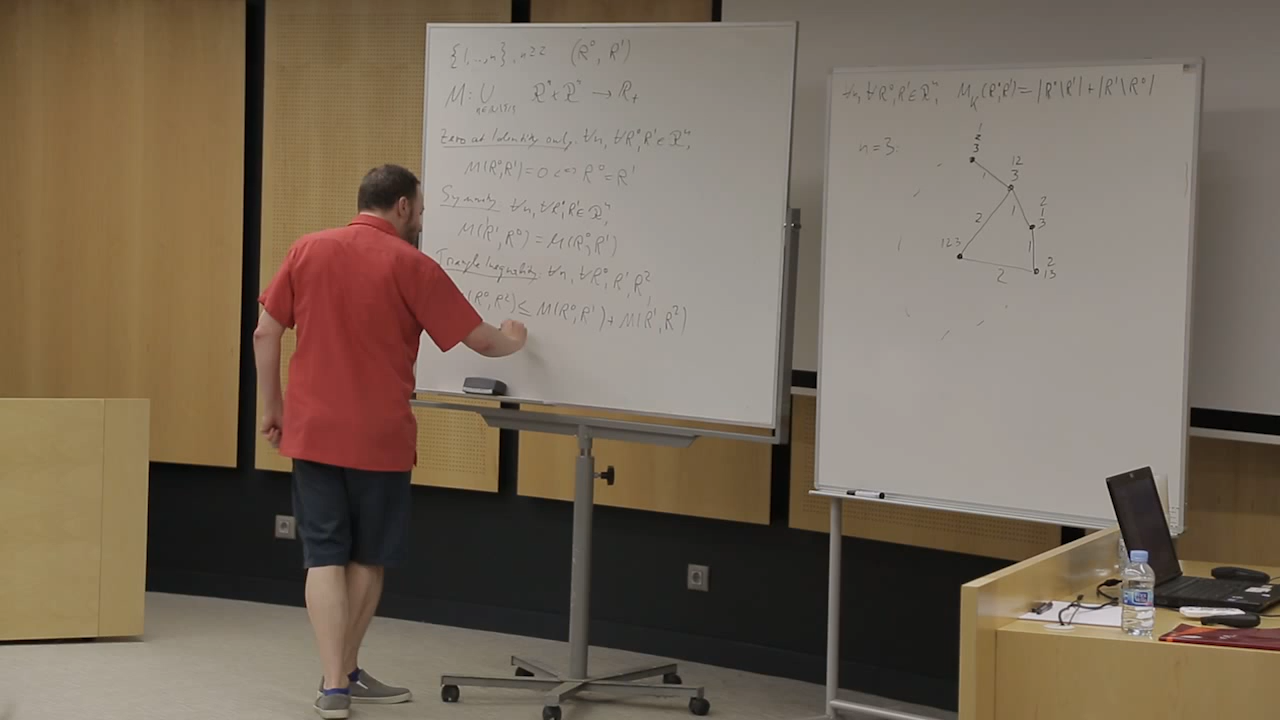 {1,..,n}, n≥2 (R⁰, R¹)
M: ∪ ℛⁿ×ℛⁿ → R₊
Zero at Identity only: ∀n, ∀R⁰,R¹∈ℛⁿ,
M(R⁰,R¹)=0 <=> R⁰=R¹
Symmetry: ∀n, ∀R⁰,R¹∈ℛⁿ,
M(R¹,R⁰)=M(R⁰,R¹)
Triangle Inequality: ∀n, ∀R⁰,R¹,R²,
(R⁰,R²)≤M(R⁰,R¹)+M(R¹,R²)
∀n, ∀R⁰,R¹∈ℛⁿ, M_K(R⁰,R¹)=|R⁰\R¹|+|R¹\R⁰|
n=3:
1
2
3
1
12
3
2
1
2
1
3
123
1
2
2
13